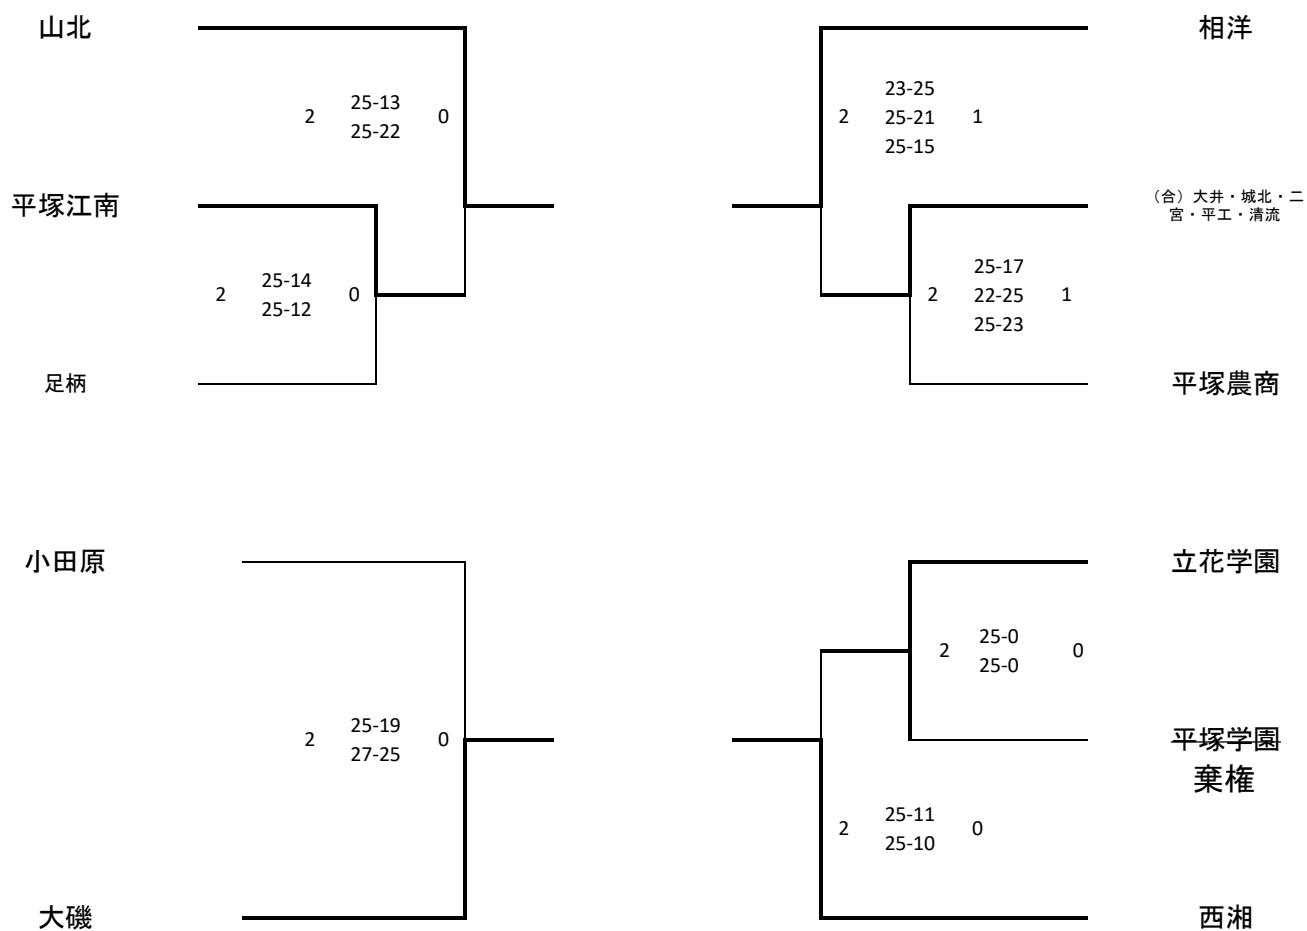 山北
相洋
2 25-13 0
25-22
2 23-25 1
25-21
25-15
平塚江南
（合）大井・城北・二
宮・平工・清流
2 25-14 0
25-12
2 25-17 1
22-25
25-23
足柄
平塚農商
小田原
立花学園
2 25-0 0
25-0
2 25-19 0
27-25
平塚学園
棄権
2 25-11 0
25-10
大磯
西湘